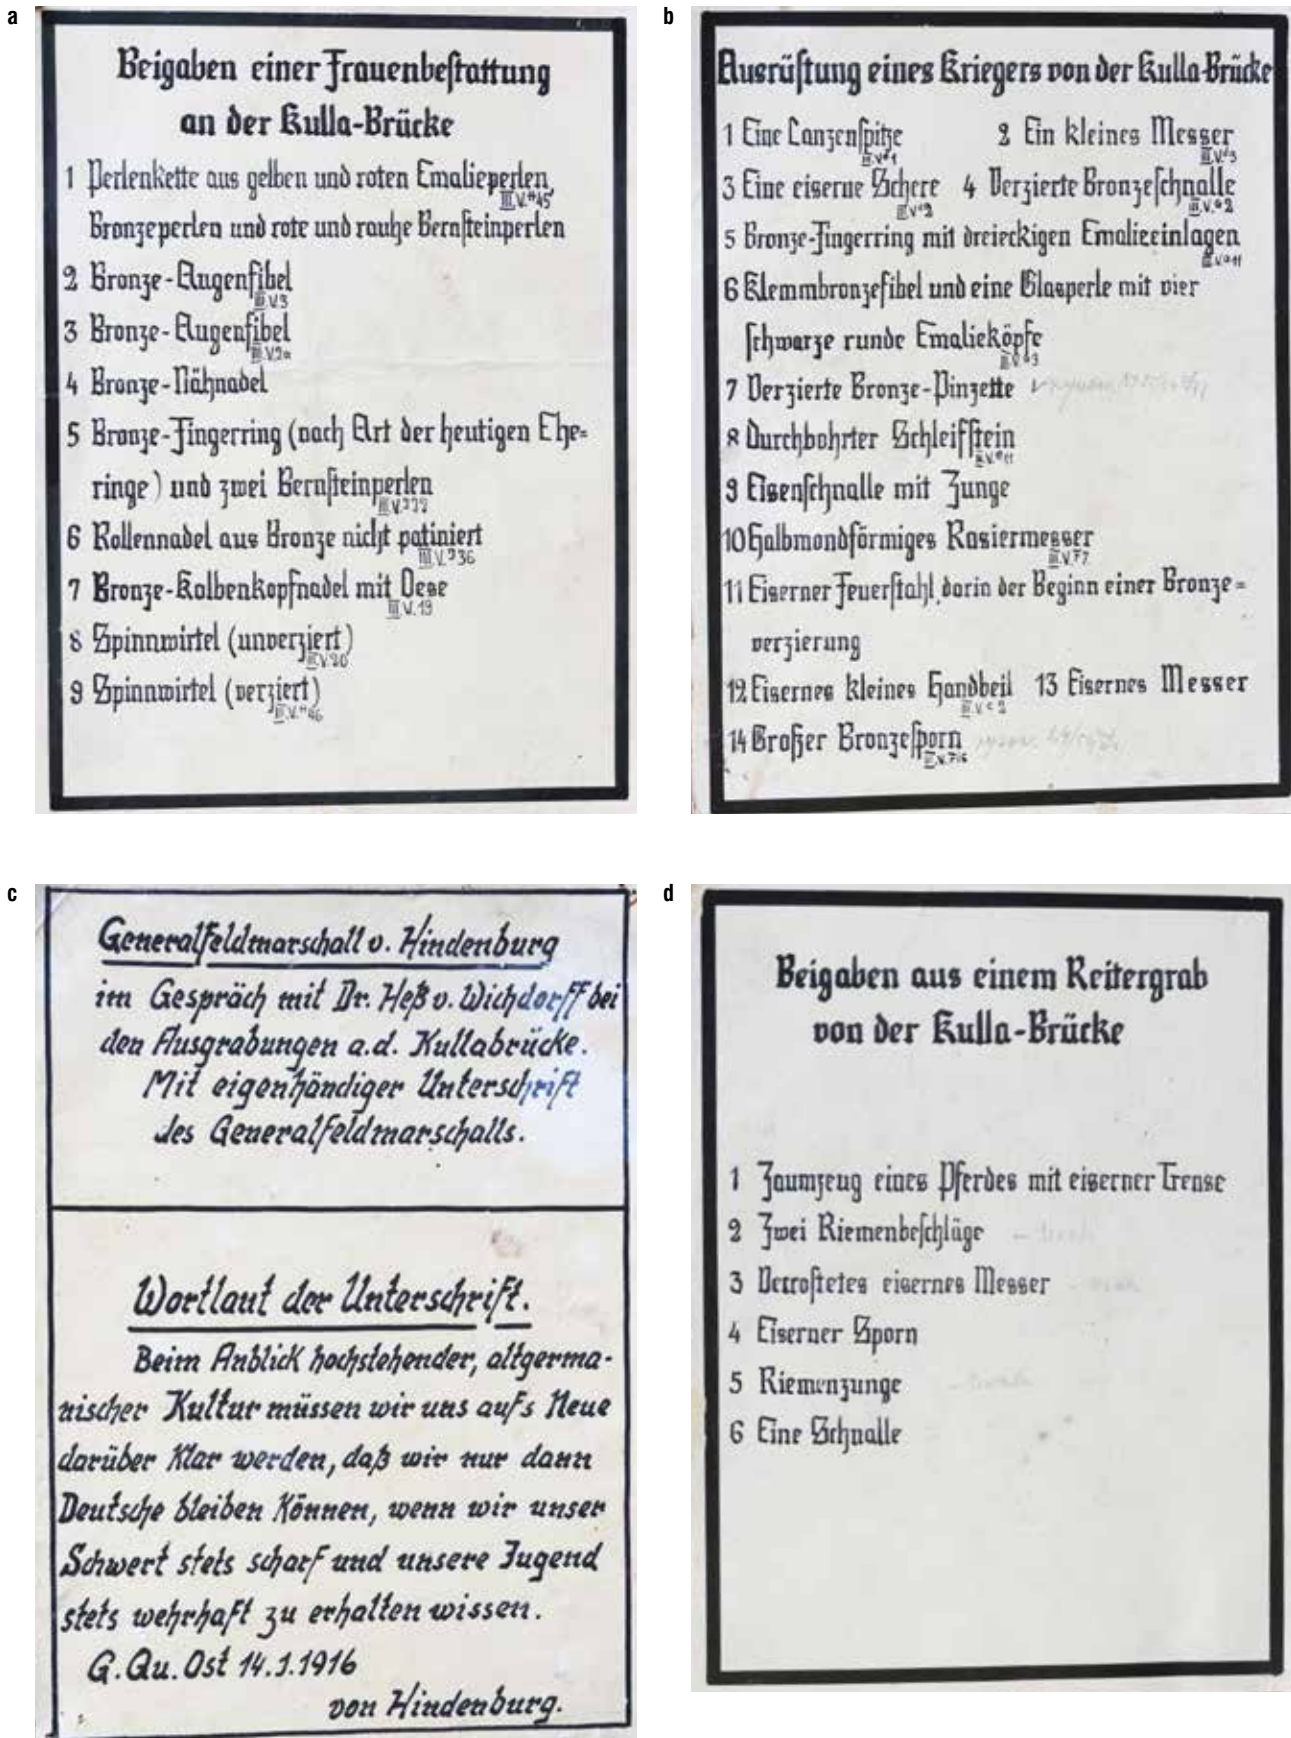 a
Beigaben einer Frauenbestattung
an der Kulla-Brücke
1 Perlenkette aus gelben und roten Emalieperlen,
III.V.#45
Bronzeperlen und rote und rauhe Bernsteinperlen
2 Bronze-Augenfibel
III.V.3
3 Bronze-Augenfibel
III.V.2a
4 Bronze-Nähnadel
5 Bronze-Fingerring (nach Art der heutigen Ehe=
ringe) und zwei Bernsteinperlen
6 Rollennadel aus Bronze nicht patiniert
7 Bronze-Kolbenkopfnadel mit Oese
III.V.19
8 Spinnwirtel (unverziert)
III.V.20
9 Spinnwirtel (verziert)
b
Ausrüstung eines Kriegers von der Kulla-Brücke
1 Eine Lanzenspitze 2 Ein kleines Messer
3 Eine eiserne Schere 4 Verzierte Bronzeschnalle
5 Bronze-Fingerring mit dreieckigen Emalieeinlagen
6 Klemmbronzefibel und eine Glasperle mit vier
schwarze runde Emalieköpfe
7 Verzierte Bronze-Pinzette
8 Durchbohrter Schleifstein
9 Eisenschnalle mit Zunge
10 Halbmondförmiges Rasiermesser
11 Eiserner Feuerstahl darin der Beginn einer Bronze=
verzierung
12 Eisernes kleines Handbeil 13 Eisernes Messer
14 Großer Bronzesporn
c
Generalfeldmarschall v. Hindenburg
im Gespräch mit Dr. Heß v. Wichdorff bei
den Ausgrabungen a.d. Kullabrücke.
Mit eigenhändiger Unterschrift
des Generalfeldmarschalls.
Wortlaut der Unterschrift.
Beim Anblick hochstehender, altgerma-
nischer Kultur müssen wir uns aufs Neue
darüber klar werden, daß wir nur dann
Deutsche bleiben können, wenn wir unser
Schwert stets scharf und unsere Jugend
stets wehrhaft zu erhalten wissen.
G.Qu.Ost 14.1.1916
von Hindenburg.
d
Beigaben aus einem Reitergrab
von der Kulla-Brücke
1 Zaumzeug eines Pferdes mit eiserner Trense
2 Zwei Riemenbeschläge
3 Verrostetes eisernes Messer
4 Eiserner Sporn
5 Riemenzunge
6 Eine Schnalle